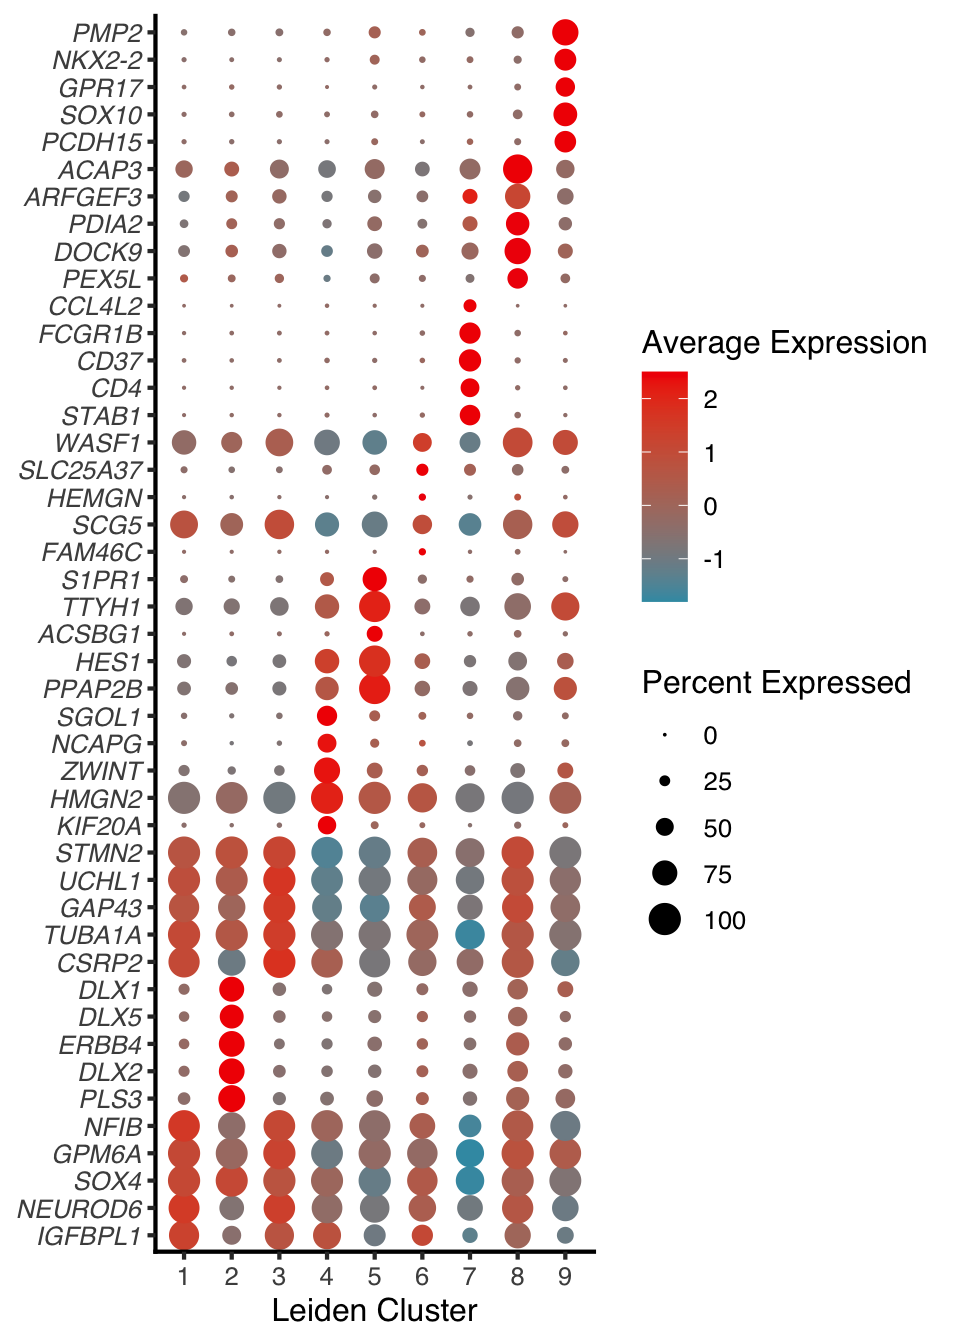 PMP2
NKX2-2
GPR17
SOX10
PCDH15
ACAP3
ARFGEF3
PDIA2
DOCK9
PEX5L
CCL4L2
FCGR1B
CD37
CD4
STAB1
WASF1
SLC25A37
HEMGN
SCG5
FAM46C
S1PR1
TTYH1
ACSBG1
HES1
PPAP2B
SGOL1
NCAPG
ZWINT
HMGN2
KIF20A
STMN2
UCHL1
GAP43
TUBA1A
CSRP2
DLX1
DLX5
ERBB4
DLX2
PLS3
NFIB
GPM6A
SOX4
NEUROD6
IGFBPL1
1 2 3 4 5 6 7 8 9
Leiden Cluster
Average Expression
2
1
0
-1
Percent Expressed
0
25
50
75
100